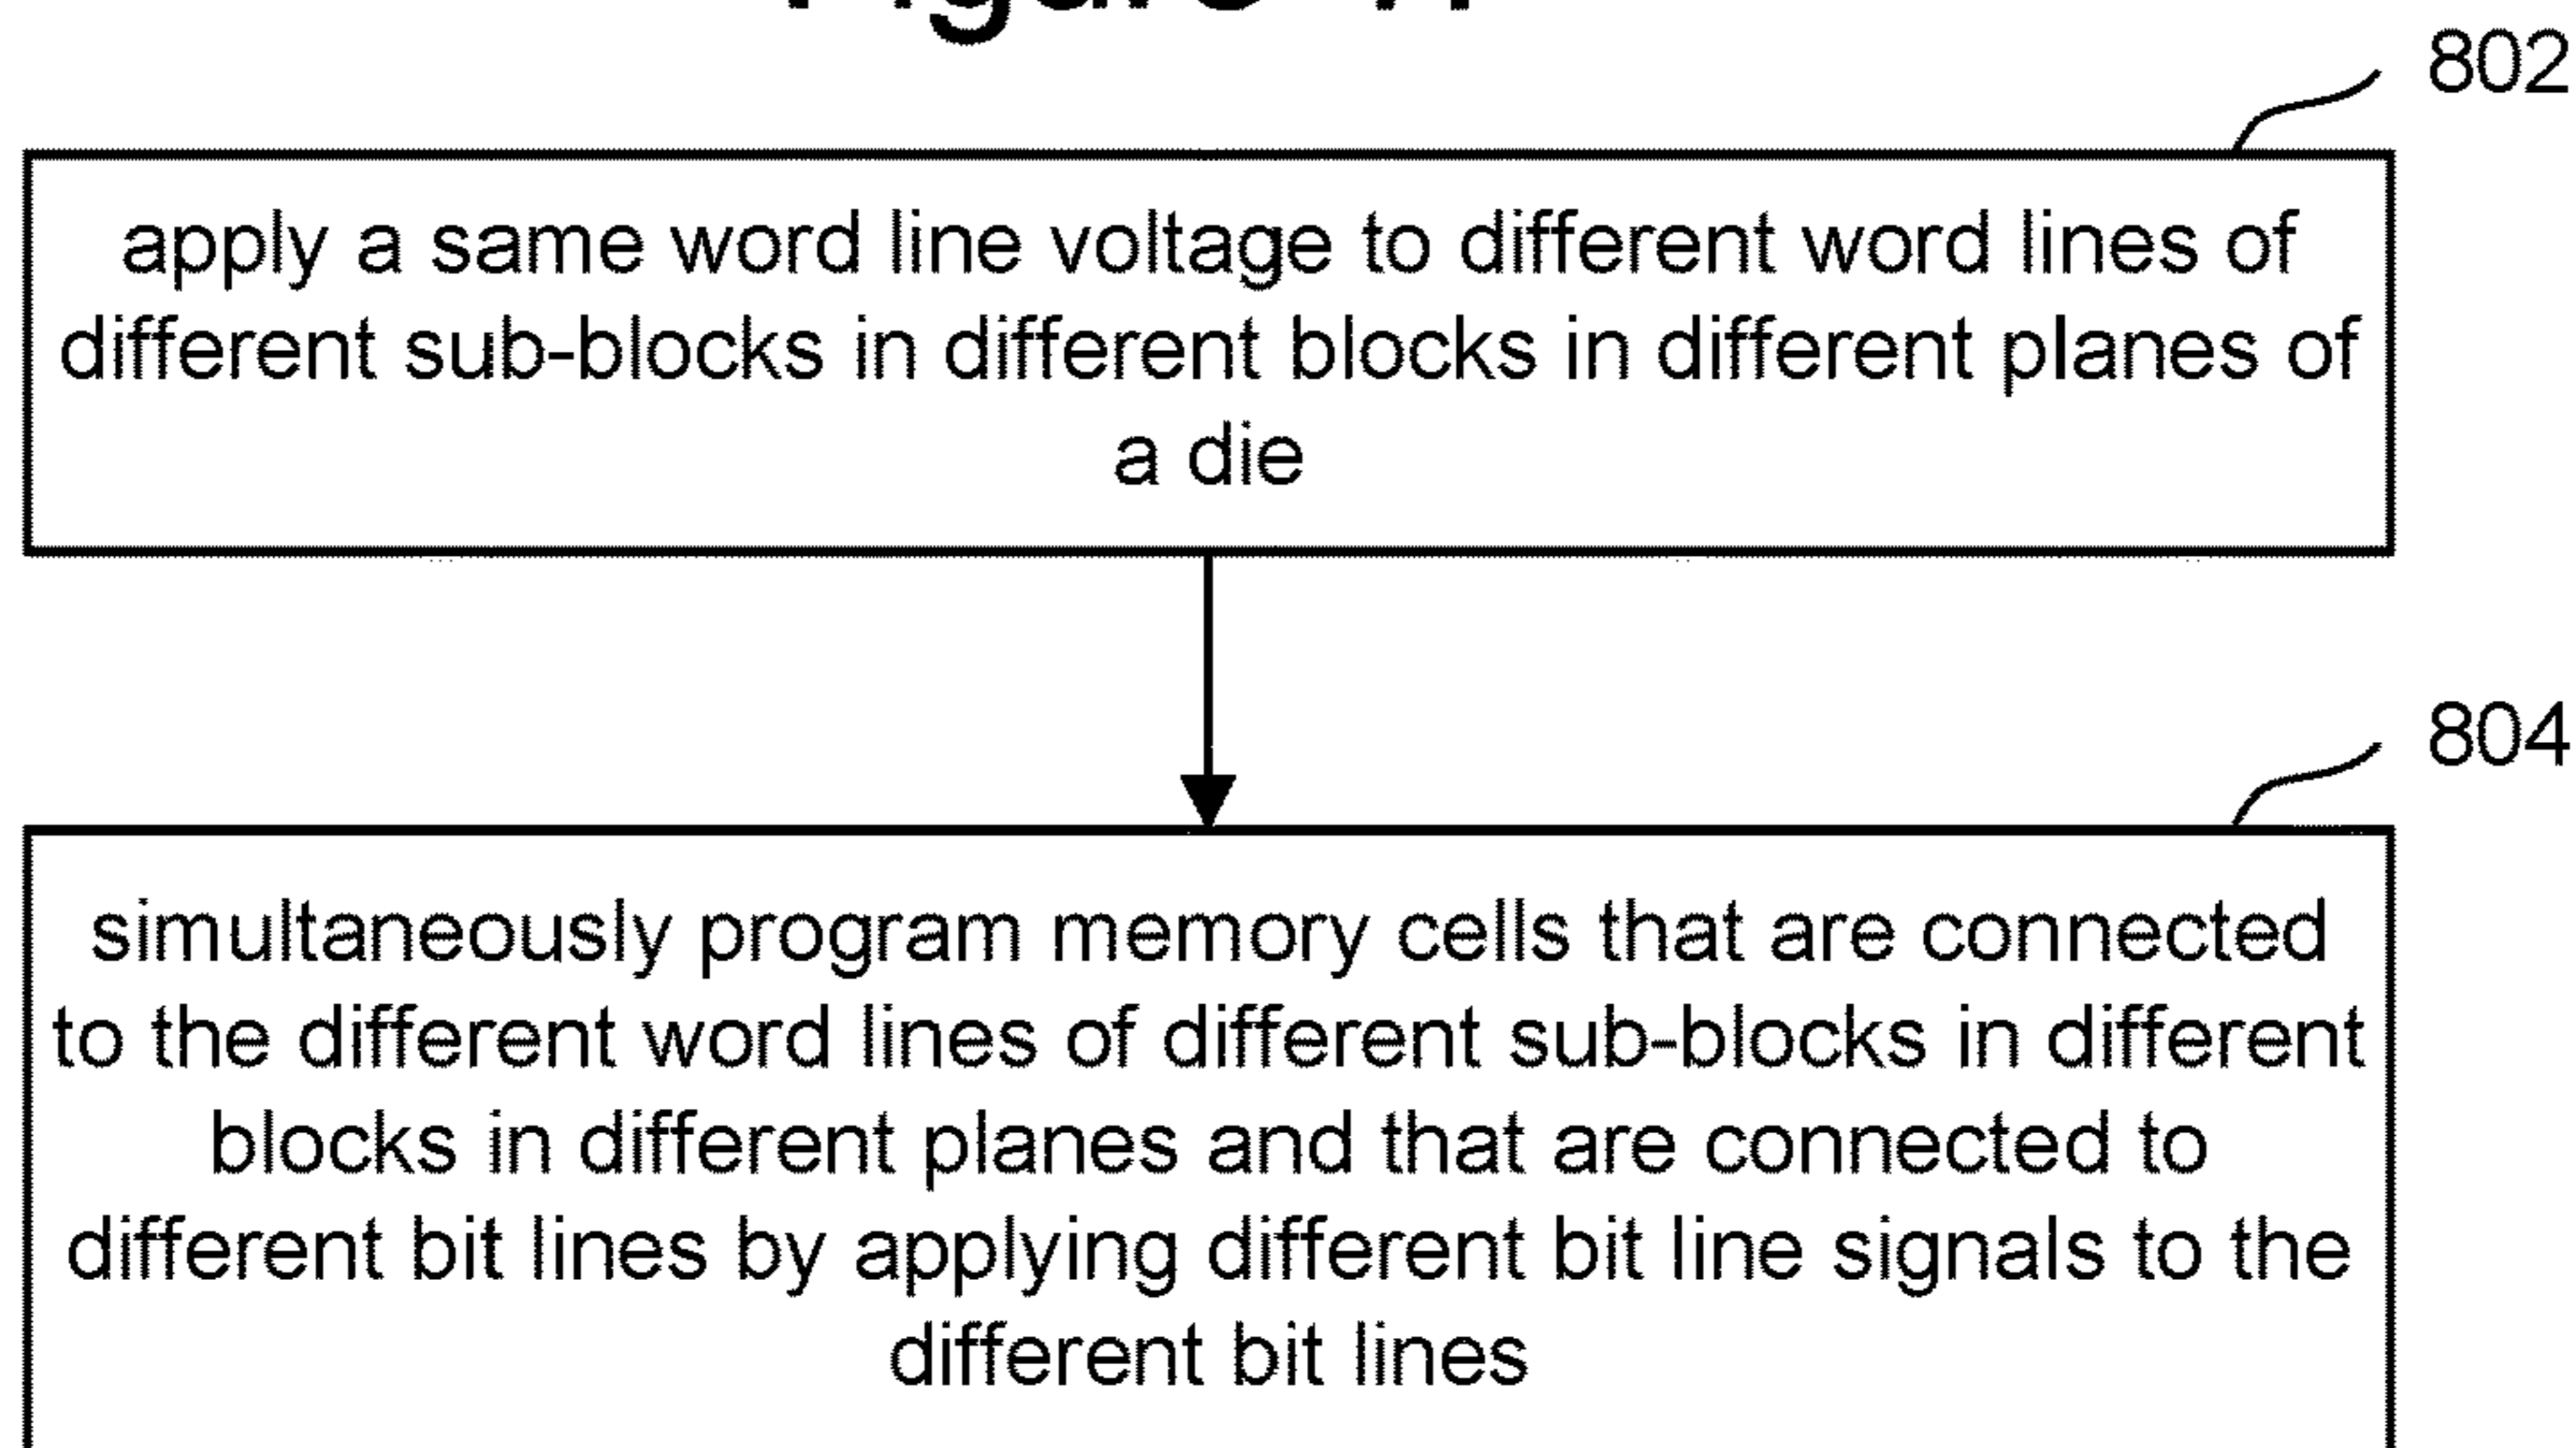 Figure
802
apply a same word line voltage to different word lines of
different sub-blocks in different blocks in different planes of
a die
804
simultaneously program memory cells that are connected
to the different word lines of different sub-blocks in different
blocks in different planes and that are connected to
different bit lines by applying different bit line signals to the
different bit lines